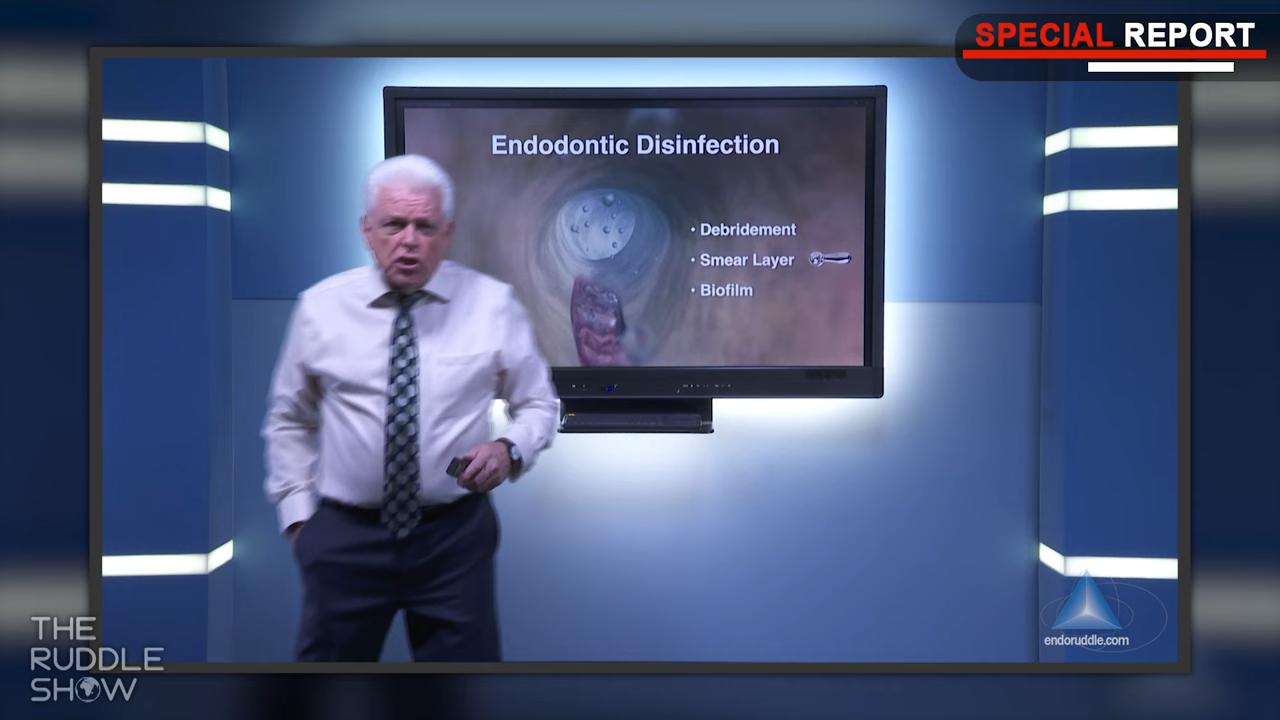 SPECIAL REPORT
Endodontic Disinfection
• Debridement
• Smear Layer
• Biofilm
endoruddle.com
THE
RUDDLE
SHOW